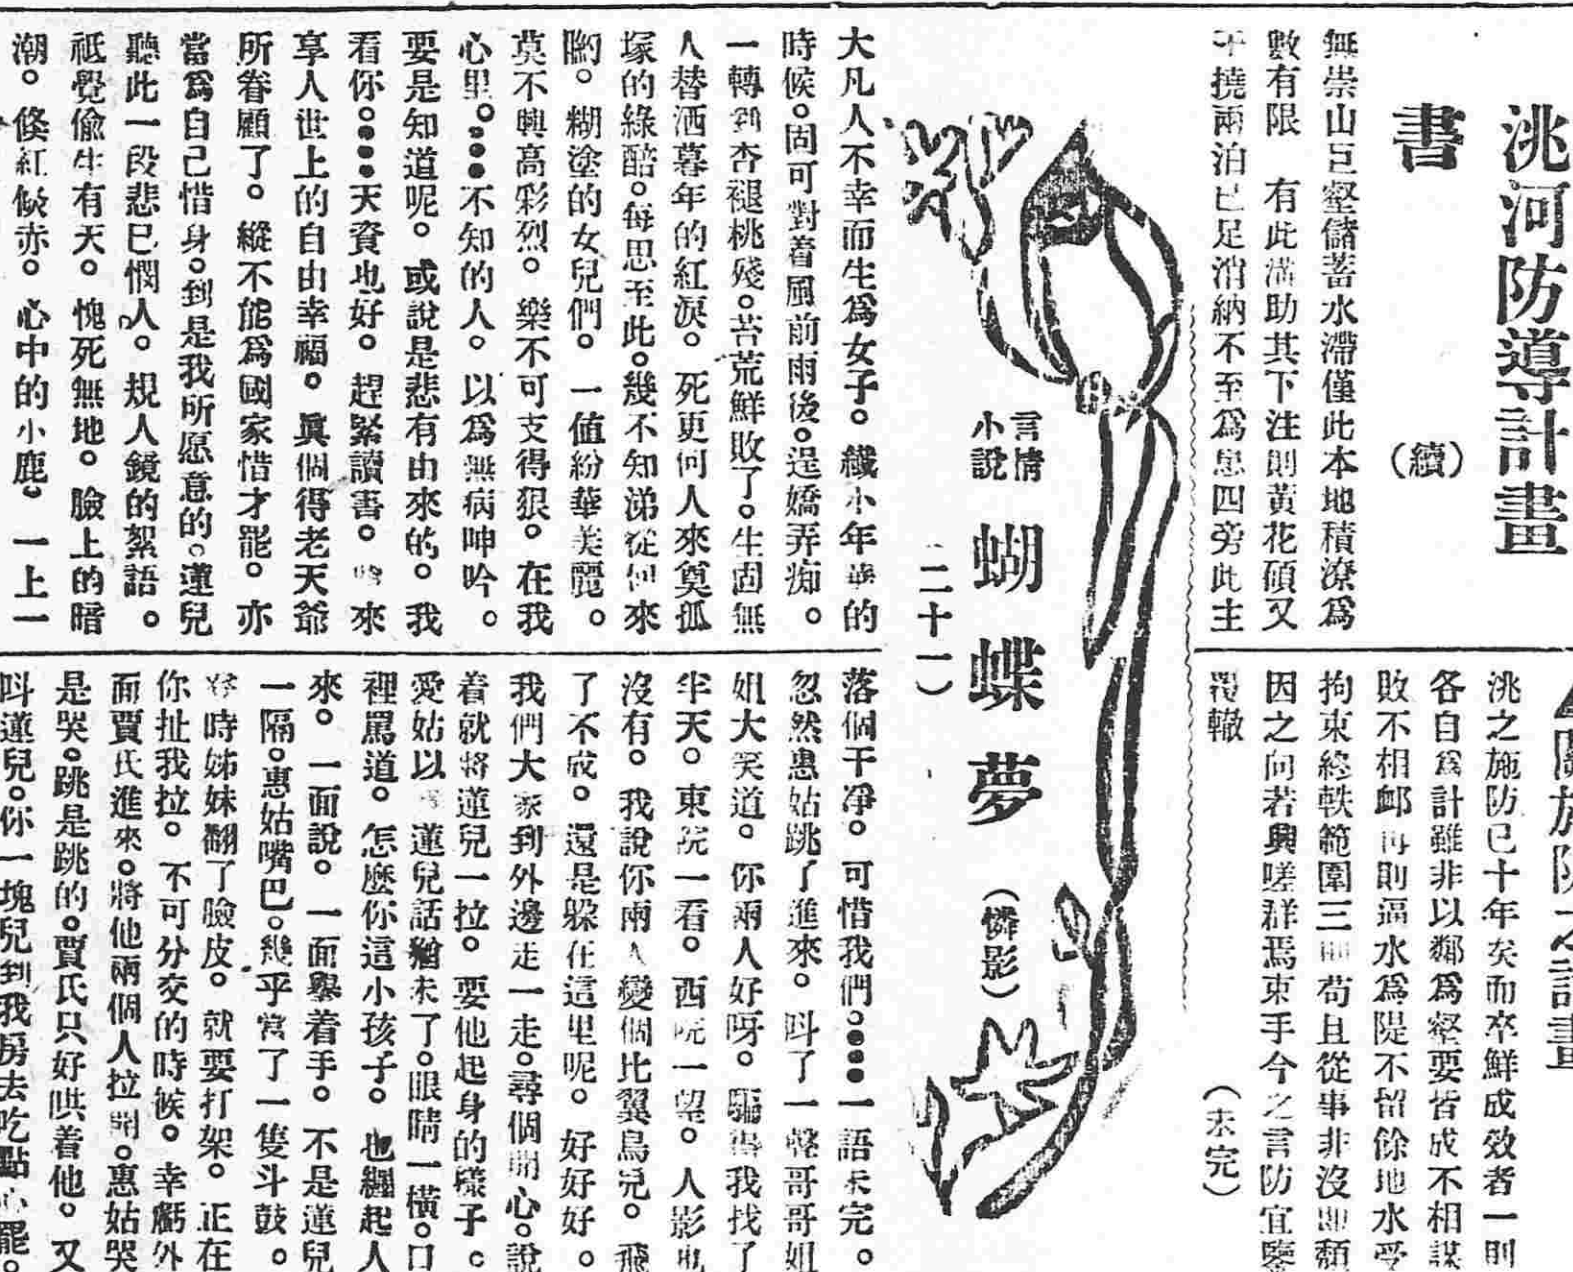 洮河防導計畫
書
(續)
無崇山巨壑儲蓄水滯僅此本地積潦爲
數有限 有此溝助其下注則黃花碩又
干撓兩泊已足消納不至爲患四旁此主
施防之計畫
洮之施防已十年矣而卒鮮成效者一則
各自爲計雖非以鄰爲壑要皆成不相謀
敗不相卹再則逼水爲隄不留餘地水受
拘束終軼範圍三則苟且從事非沒即頹
因之向若興嗟群焉束手今之言防宜鑒
覆轍
(未完)
言情
小說
蝴蝶夢
(憐影)
(二十一)
大凡人不幸而生爲女子。纖小年華的
時候。固可對着風前雨後。逞嬌弄痴。
一轉到杏褪桃殘。苔荒鮮敗了。生固無
人替洒暮年的紅淚。死更何人來奠孤
塚的綠醅。每思至此。幾不知涕從何來
喲。糊塗的女兒們。一值紛華美麗。
莫不興高彩烈。樂不可支得狠。在我
心里。●●●不知的人。以爲無病呻吟。
要是知道呢。或說是悲有由來的。我
看你。●●●天資也好。趕緊讀書。 來
享人世上的自由幸福。眞個得老天爺
所眷顧了。縱不能爲國家惜才罷。亦
當爲自己惜身。到是我所愿意的。蓮兒
聽此一段悲已憫人。規人鏡的絮語。
祗覺偷生有天。愧死無地。臉上的暗
潮。倏紅倏赤。心中的小鹿。一上一
落個干淨。可惜我們。●●●一語未完。
忽然惠姑跳了進來。呌了一聲哥哥姐
姐大笑道。你兩人好呀。騙得我找了
半天。東院一看。西院一望。人影也
沒有。我說你兩人變個比翼鳥兒。飛
了不成。還是躱在這里呢。好好好。
我們大家到外邊走一走。尋個開心。說
着就將蓮兒一拉。要他起身的樣子。
愛姑以 蓮兒話猶未了。眼睛一橫。口
裡罵道。怎麼你這小孩子。也纏起人
來。一面說。一面舉着手。不是蓮兒
一隔。惠姑嘴巴。幾乎當了一隻斗鼓。
 時姊妹翻了臉皮。就要打架。正在
你扯我拉。不可分交的時候。幸虧外
面賈氏進來。將他兩個人拉開。惠姑哭
是哭。跳是跳的。賈氏只好哄着他。又
呌蓮兒。你一塊兒到我房去吃點心罷。